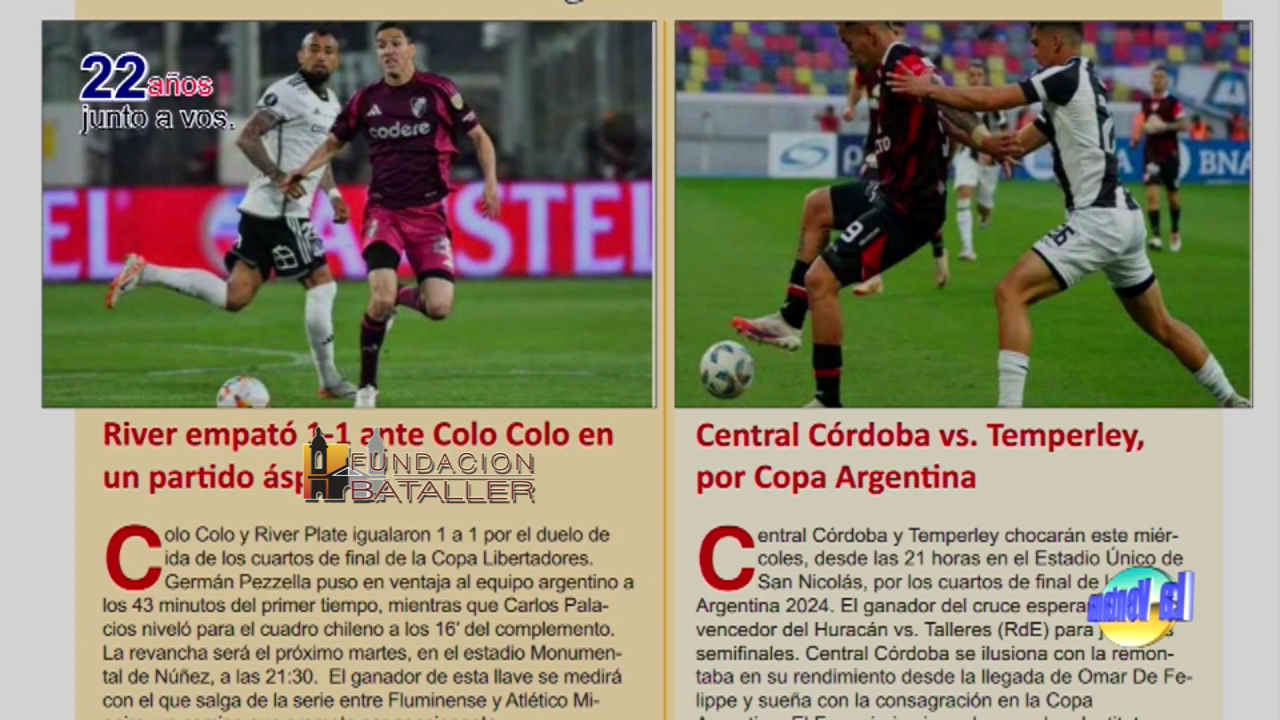 22 años
junto a vos.
codere
EL
STEL
BNA
9
River empató 1-1 ante Colo Colo en
un partido
FUNDACION
BATALLER
Colo Colo y River Plate igualaron 1 a 1 por el duelo de
ida de los cuartos de final de la Copa Libertadores.
Germán Pezzella puso en ventaja al equipo argentino a
los 43 minutos del primer tiempo, mientras que Carlos Pala-
cios niveló para el cuadro chileno a los 16’ del complemento.
La revancha será el próximo martes, en el estadio Monumen-
tal de Núñez, a las 21:30. El ganador de esta llave se medirá
con el que salga de la serie entre Fluminense y Atlético Mi-
Central Córdoba vs. Temperley,
por Copa Argentina
Central Córdoba y Temperley chocarán este miér-
coles, desde las 21 horas en el Estadio Único de
San Nicolás, por los cuartos de final de
Argentina 2024. El ganador del cruce
vencedor del Huracán vs. Talleres (RdE) para
semifinales. Central Córdoba se ilusiona con la remon-
taba en su rendimiento desde la llegada de Omar De Fe-
lippe y sueña con la consagración en la Copa